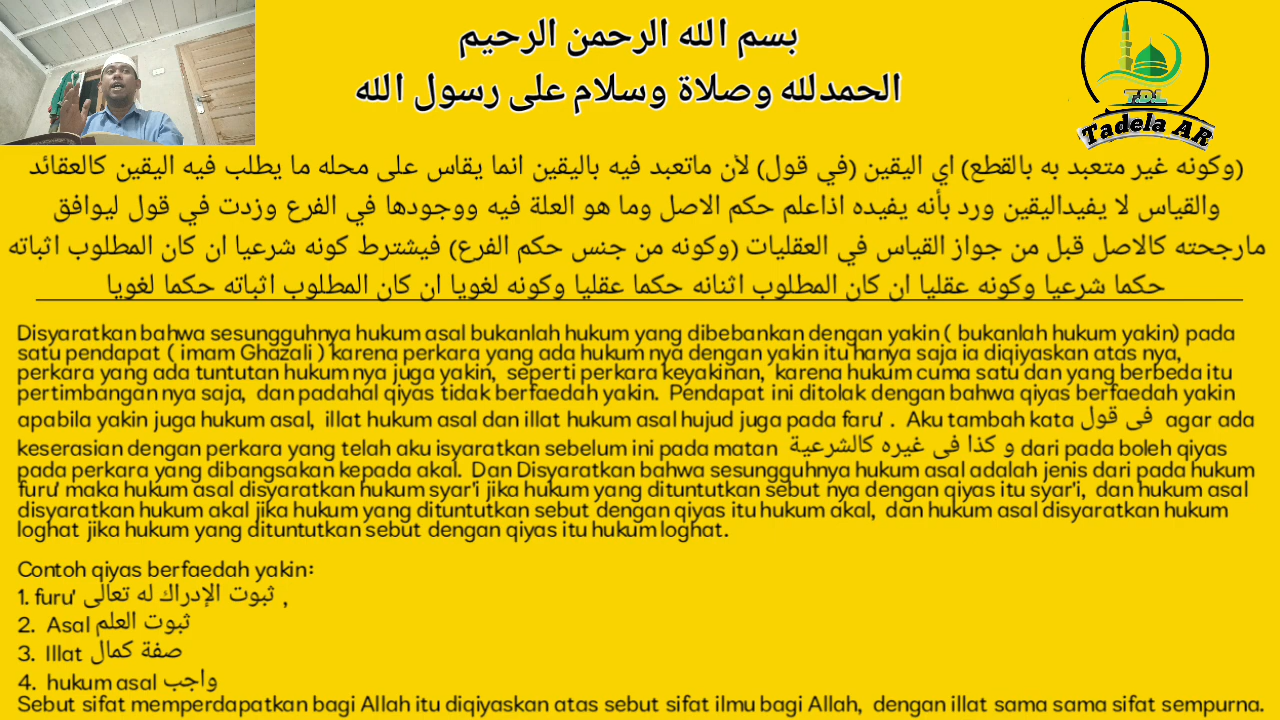 بسم الله الرحمن الرحيم
الحمدلله وصلاة وسلام على رسول الله
T.D.L
Tadela AR
(وكونه غير متعبد به بالقطع) اي اليقين (في قول) لأن ماتعبد فيه باليقين انما يقاس على محله ما يطلب فيه اليقين كالعقائد
والقياس لا يفيداليقين ورد بأنه يفيده اذاعلم حكم الاصل وما هو العلة فيه ووجودها في الفرع وزدت في قول ليوافق
مارجحته كالاصل قبل من جواز القياس في العقليات (وكونه من جنس حكم الفرع) فيشترط كونه شرعيا ان كان المطلوب اثباته
حكما شرعيا وكونه عقليا ان كان المطلوب اثنانه حكما عقليا وكونه لغويا ان كان المطلوب اثباته حكما لغويا
Disyaratkan bahwa sesungguhnya hukum asal bukanlah hukum yang dibebankan dengan yakin ( bukanlah hukum yakin) pada
satu pendapat ( imam Ghazali ) karena perkara yang ada hukum nya dengan yakin itu hanya saja ia diqiyaskan atas nya,
perkara yang ada tuntutan hukum nya juga yakin, seperti perkara keyakinan, karena hukum cuma satu dan yang berbeda itu
pertimbangan nya saja, dan padahal qiyas tidak berfaedah yakin. Pendapat ini ditolak dengan bahwa qiyas berfaedah yakin
apabila yakin juga hukum asal, illat hukum asal dan illat hukum asal hujud juga pada faru' . Aku tambah kata فى قول agar ada
keserasian dengan perkara yang telah aku isyaratkan sebelum ini pada matan و كذا فى غيره كالشرعية dari pada boleh qiyas
pada perkara yang dibangsakan kepada akal. Dan Disyaratkan bahwa sesungguhnya hukum asal adalah jenis dari pada hukum
furu' maka hukum asal disyaratkan hukum syar'i jika hukum yang dituntutkan sebut nya dengan qiyas itu syar'i, dan hukum asal
disyaratkan hukum akal jika hukum yang dituntutkan sebut dengan qiyas itu hukum akal, dan hukum asal disyaratkan hukum
loghat jika hukum yang dituntutkan sebut dengan qiyas itu hukum loghat.
Contoh qiyas berfaedah yakin:
1. furu' ثبوت الإدراك له تعالى ,
2. Asal ثبوت العلم
3. Illat صفة كمال
4. hukum asal واجب
Sebut sifat memperdapatkan bagi Allah itu diqiyaskan atas sebut sifat ilmu bagi Allah, dengan illat sama sama sifat sempurna.